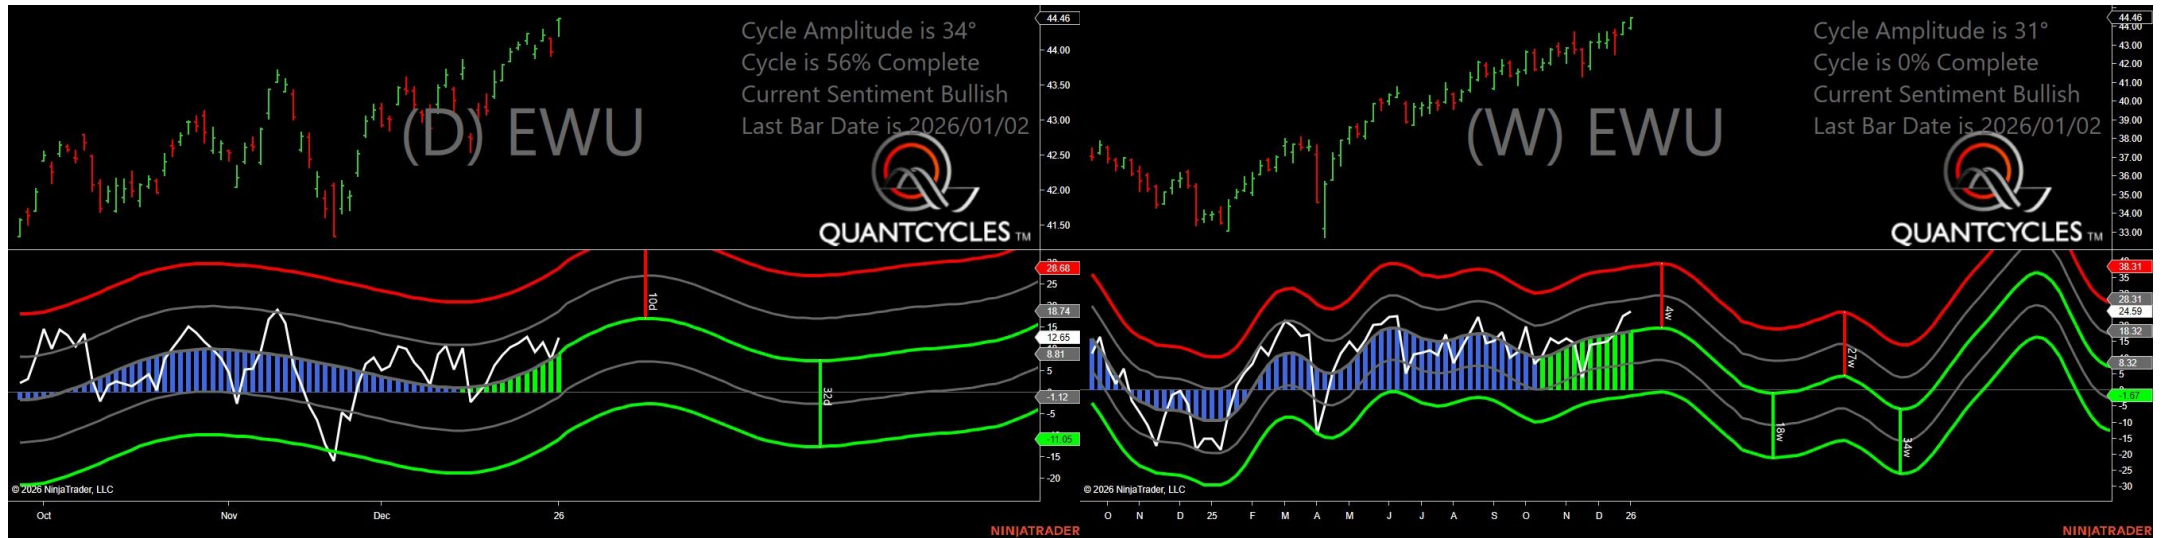 Cycle Amplitude is 34°
Cycle is 56% Complete
Current Sentiment Bullish
Last Bar Date is 2026/01/02
(D) EWU
QUANTCYCLES TM
44.46
44.00
43.50
43.00
42.50
42.00
41.50
28.68
25
18.74
15
12.65
8.81
5
-1.12
-5
-11.05
-15
-20
10d
32d
© 2026 NinjaTrader, LLC
Oct Nov Dec 26
NINJATRADER
Cycle Amplitude is 31°
Cycle is 0% Complete
Current Sentiment Bullish
Last Bar Date is 2026/01/02
(W) EWU
QUANTCYCLES TM
44.46
44.00
43.00
42.00
41.00
40.00
39.00
38.00
37.00
36.00
35.00
34.00
33.00
38.31
35
28.31
24.59
18.32
15
8.32
5
-1.67
-5
-10
-15
-20
-25
-30
4w
18w
27w
34w
© 2026 NinjaTrader, LLC
O N D 25 F M A M J J A S O N D 26
NINJATRADER